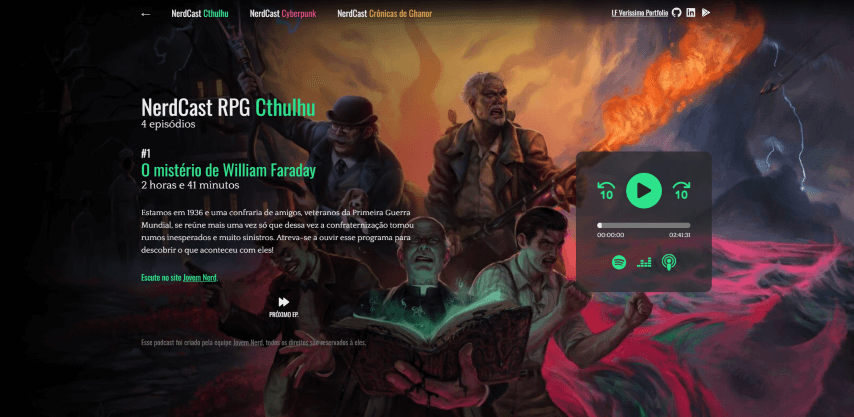 ← NerdCast Cthulhu NerdCast Cyberpunk NerdCast Crônicas de Ghanor LF Verissimo Portfolio
NerdCast RPG Cthulhu
4 episódios
#1
O mistério de William Faraday
2 horas e 41 minutos
Estamos em 1936 e uma confraria de amigos, veteranos da Primeira Guerra
Mundial, se reúne mais uma vez só que dessa vez a confraternização tomou
rumos inesperados e muito sinistros. Atreva-se a ouvir esse programa para
descobrir o que aconteceu com eles!
Escute no site Jovem Nerd.
PRÓXIMO EP.
Esse podcast foi criado pela equipe Jovem Nerd, todos os direitos são reservados à eles.
10 10
00:00:00 02:41:31